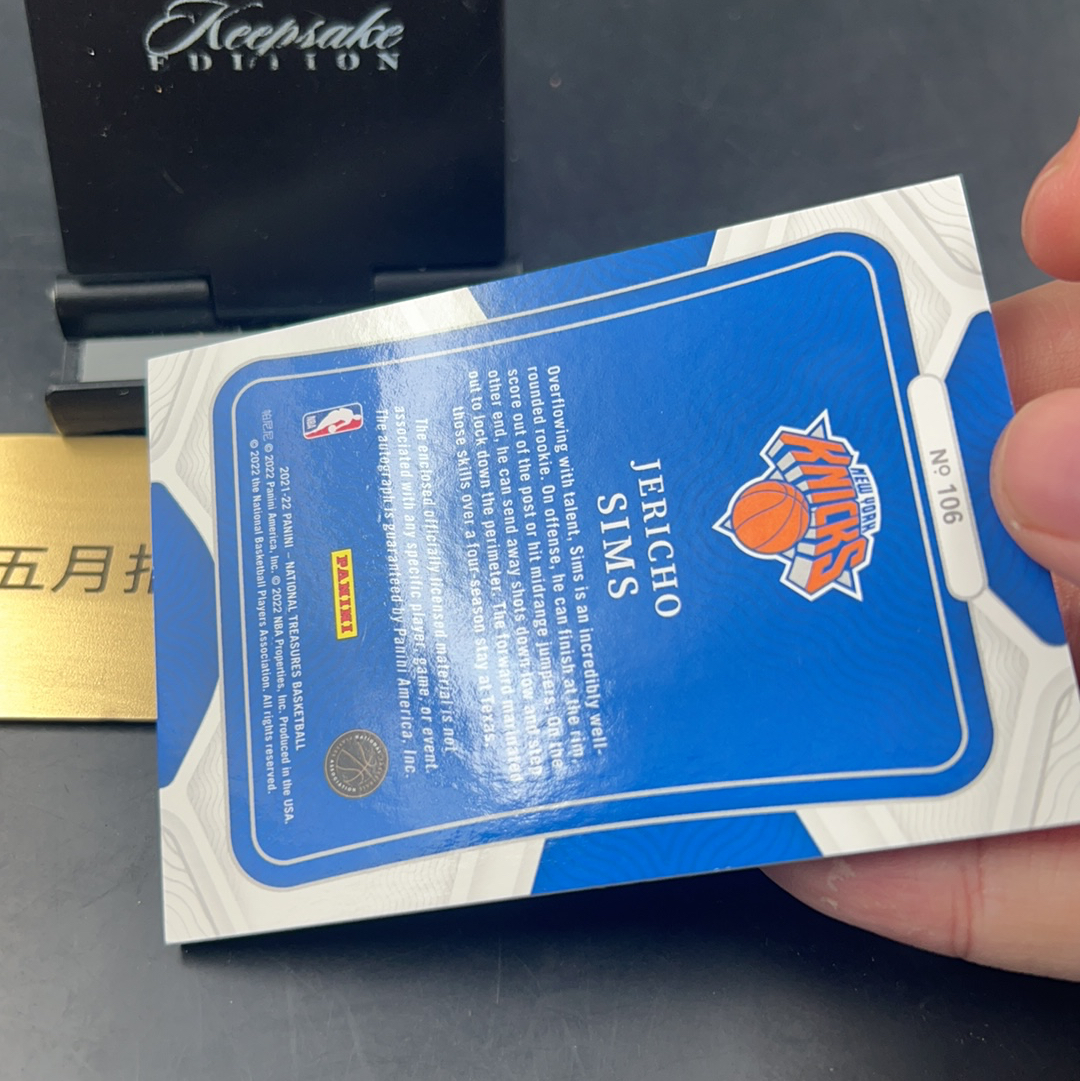 Keepsake
EDITION
五月
Nº 106
NEW YORK
KNICKS
JERICHO
SIMS
Overflowing with talent, Sims is an incredibly well-
rounded rookie. On offense, he can finish at the rim,
score out of the post or hit midrange jumpers. On the
other end, he can send away shots down low and step
out to lock down the perimeter. The forward manufactured
those skills over a four-season stay at Texas.
The enclosed officially licensed material is not
associated with any specific player, game, or event.
The autograph is guaranteed by Panini America, Inc.
PANINI
NBA
2021-22 PANINI – NATIONAL TREASURES BASKETBALL
帕尼尼 © 2022 Panini America, Inc. © 2022 NBA Properties, Inc. Produced in the USA.
© 2022 the National Basketball Players Association. All rights reserved.